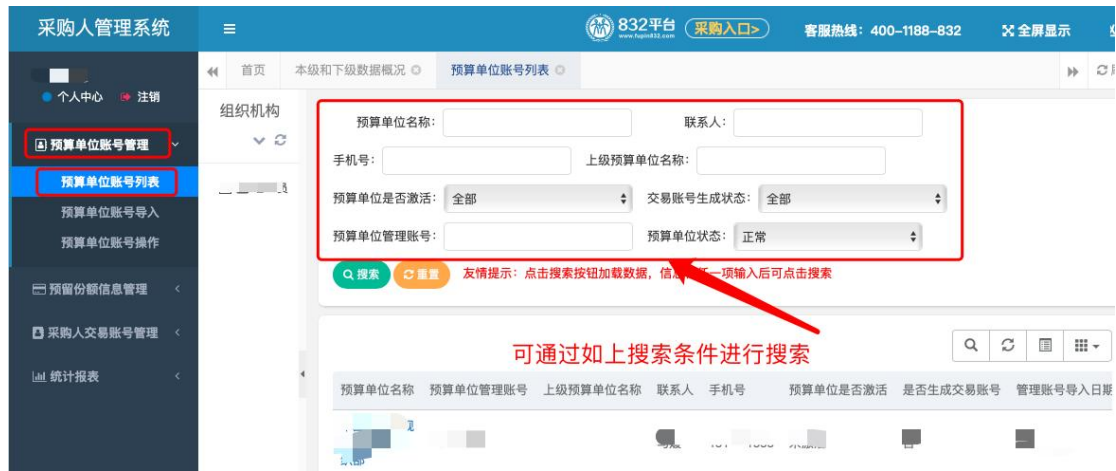 采购人管理系统
832平台 采购入口>
www.fupin832.com
客服热线：400-1188-832
全屏显示
首页 本级和下级数据概况 预算单位账号列表
个人中心 注销
组织机构
预算单位账号管理
预算单位账号列表
预算单位账号导入
预算单位账号操作
预留份额信息管理
采购人交易账号管理
统计报表
预算单位名称： 联系人：
手机号： 上级预算单位名称：
预算单位是否激活： 全部 交易账号生成状态： 全部
预算单位管理账号： 预算单位状态： 正常
搜索 重置 友情提示：点击搜索按钮加载数据，信息 一项输入后可点击搜索
可通过如上搜索条件进行搜索
预算单位名称 预算单位管理账号 上级预算单位名称 联系人 手机号 预算单位是否激活 是否生成交易账号 管理账号导入日期